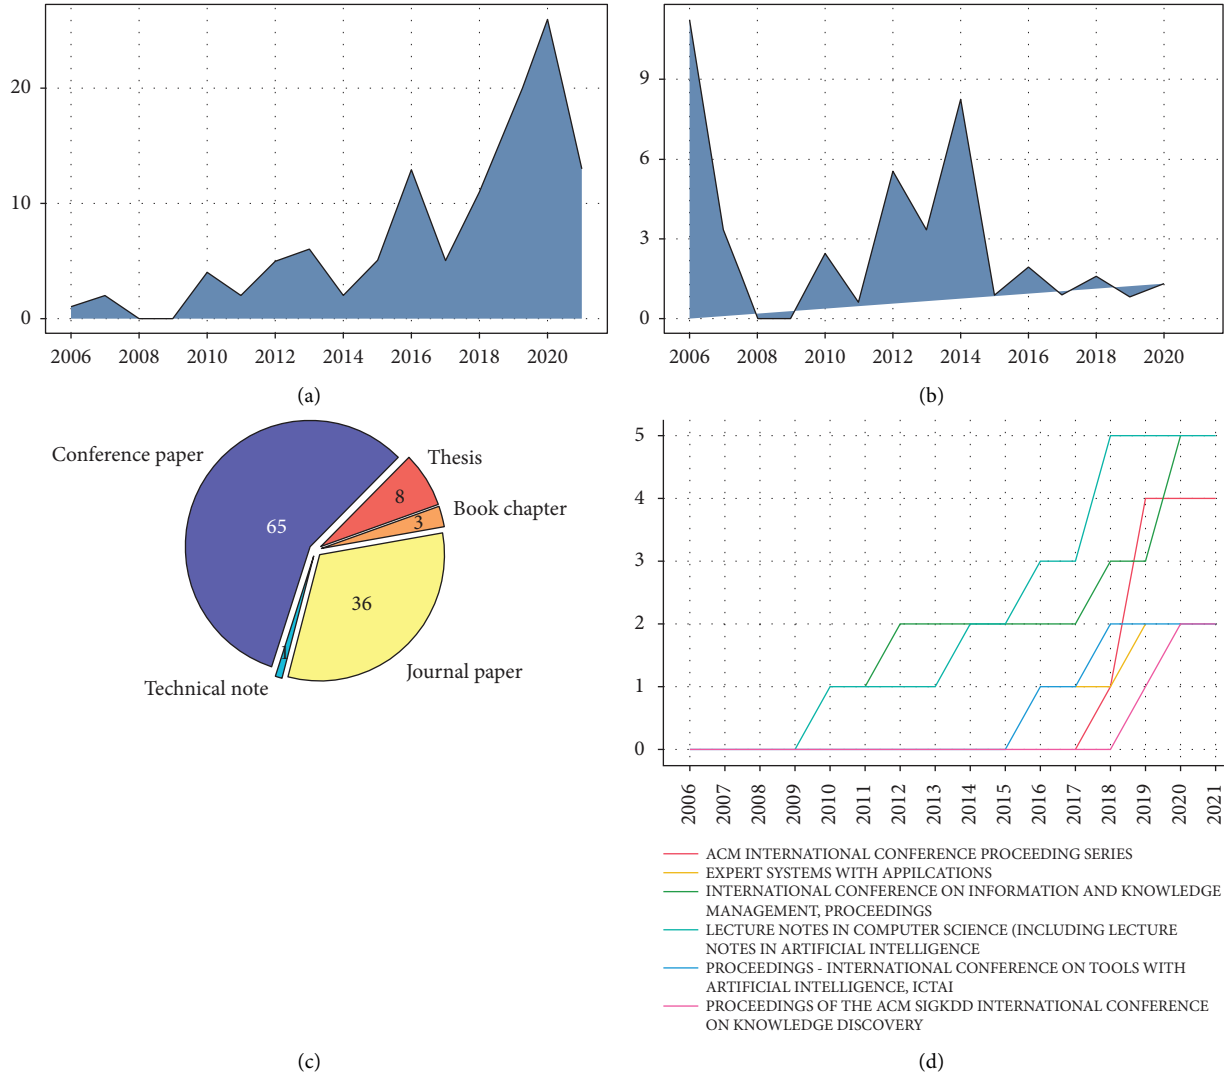 20
10
0
2006 2008 2010 2012 2014 2016 2018 2020
(a)
9
6
3
0
2006 2008 2010 2012 2014 2016 2018 2020
(b)
Conference paper
Thesis
8
Book chapter
3
65
36
1
Journal paper
Technical note
(c)
5
4
3
2
1
0
2006 2007 2008 2009 2010 2011 2012 2013 2014 2015 2016 2017 2018 2019 2020 2021
ACM INTERNATIONAL CONFERENCE PROCEEDING SERIES
EXPERT SYSTEMS WITH APPILCATIONS
INTERNATIONAL CONFERENCE ON INFORMATION AND KNOWLEDGE
MANAGEMENT, PROCEEDINGS
LECTURE NOTES IN COMPUTER SCIENCE (INCLUDING LECTURE
NOTES IN ARTIFICIAL INTELLIGENCE
PROCEEDINGS - INTERNATIONAL CONFERENCE ON TOOLS WITH
ARTIFICIAL INTELLIGENCE, ICTAI
PROCEEDINGS OF THE ACM SIGKDD INTERNATIONAL CONFERENCE
ON KNOWLEDGE DISCOVERY
(d)